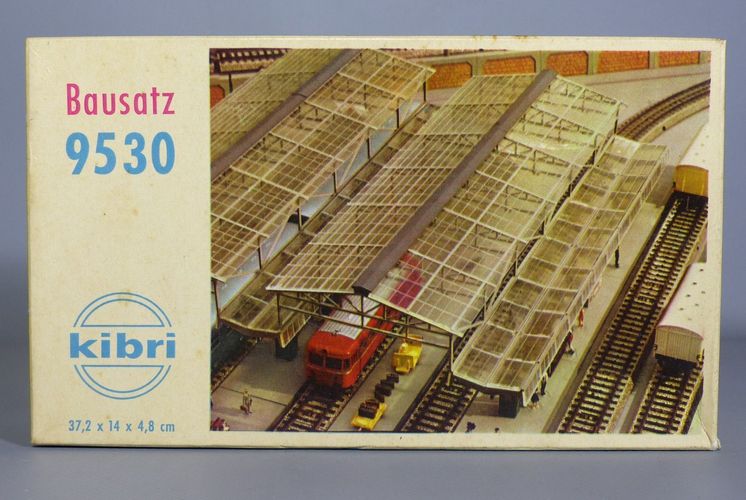 Bausatz
9530
kibri
37,2 x 14 x 4,8 cm